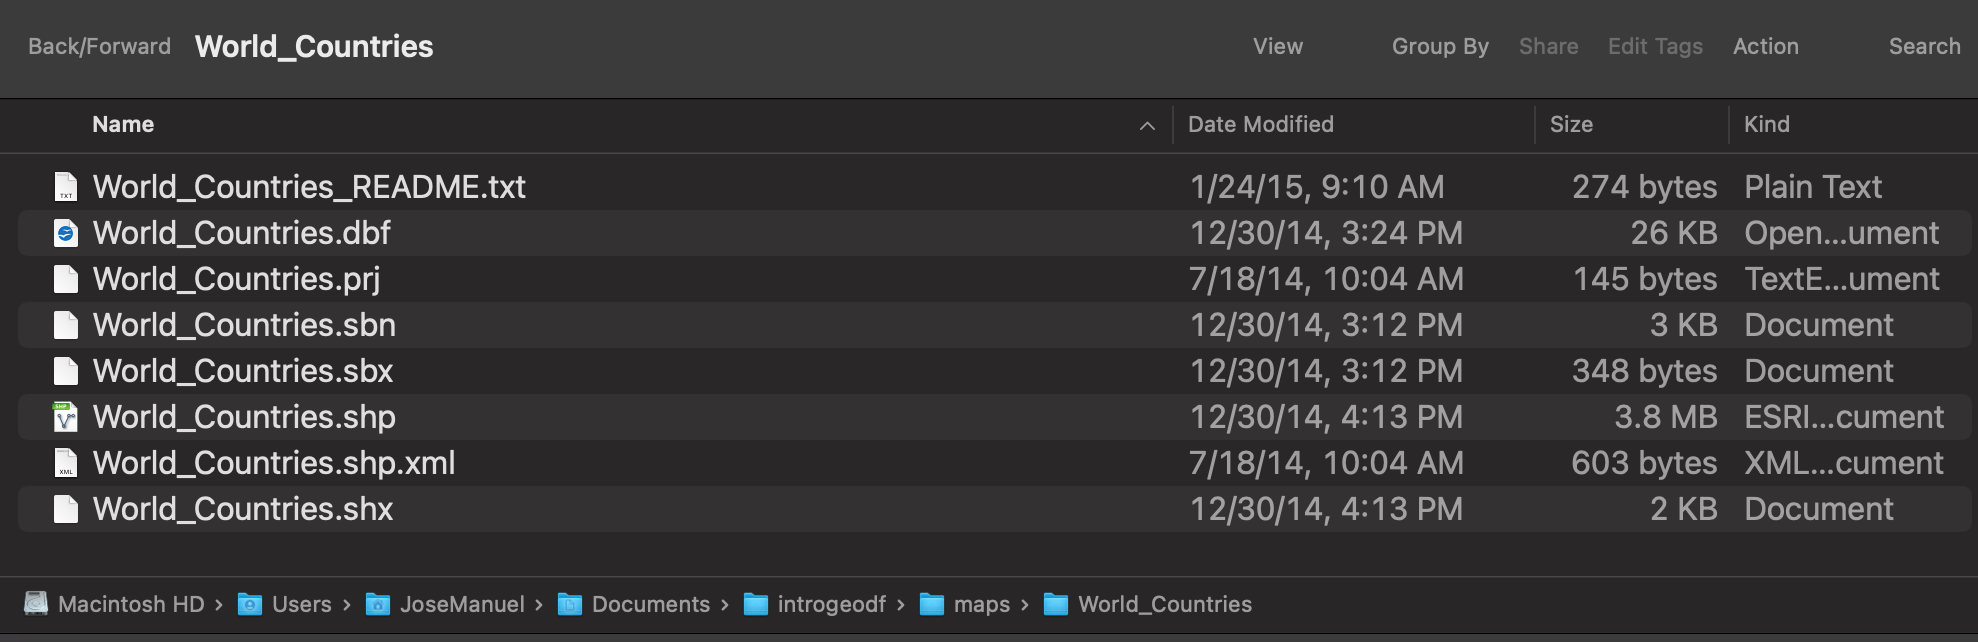 Back/Forward World_Countries View Group By Share Edit Tags Action Search
Name Date Modified Size Kind
TXT World_Countries_README.txt 1/24/15, 9:10 AM 274 bytes Plain Text
World_Countries.dbf 12/30/14, 3:24 PM 26 KB Open...ument
World_Countries.prj 7/18/14, 10:04 AM 145 bytes TextE...ument
World_Countries.sbn 12/30/14, 3:12 PM 3 KB Document
World_Countries.sbx 12/30/14, 3:12 PM 348 bytes Document
SHP World_Countries.shp 12/30/14, 4:13 PM 3.8 MB ESRI...cument
XML World_Countries.shp.xml 7/18/14, 10:04 AM 603 bytes XML...cument
World_Countries.shx 12/30/14, 4:13 PM 2 KB Document
Macintosh HD › Users › JoseManuel › Documents › introgeodf › maps › World_Countries